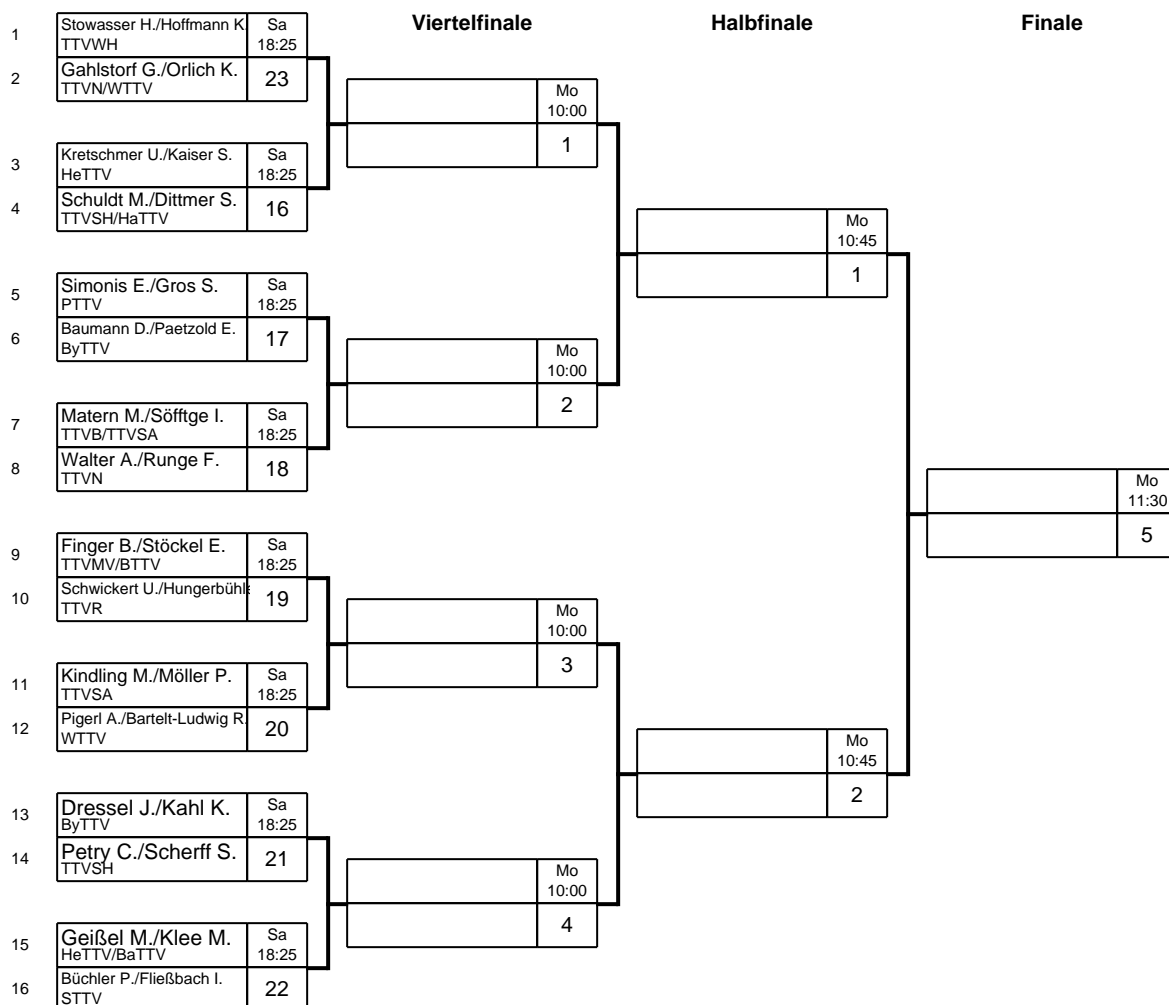 Viertelfinale
Halbfinale
Finale
1
Stowasser H./Hoffmann K
TTVWH
Sa
18:25
2
Gahlstorf G./Orlich K.
TTVN/WTTV
23
3
Kretschmer U./Kaiser S.
HeTTV
Sa
18:25
4
Schuldt M./Dittmer S.
TTVSH/HaTTV
16
5
Simonis E./Gros S.
PTTV
Sa
18:25
6
Baumann D./Paetzold E.
ByTTV
17
7
Matern M./Söfftge I.
TTVB/TTVSA
Sa
18:25
8
Walter A./Runge F.
TTVN
18
9
Finger B./Stöckel E.
TTVMV/BTTV
Sa
18:25
10
Schwickert U./Hungerbühle
TTVR
19
11
Kindling M./Möller P.
TTVSA
Sa
18:25
12
Pigerl A./Bartelt-Ludwig R.
WTTV
20
13
Dressel J./Kahl K.
ByTTV
Sa
18:25
14
Petry C./Scherff S.
TTVSH
21
15
Geißel M./Klee M.
HeTTV/BaTTV
Sa
18:25
16
Büchler P./Fließbach I.
STTV
22
Mo
10:00
1
Mo
10:00
2
Mo
10:00
3
Mo
10:00
4
Mo
10:45
1
Mo
10:45
2
Mo
11:30
5